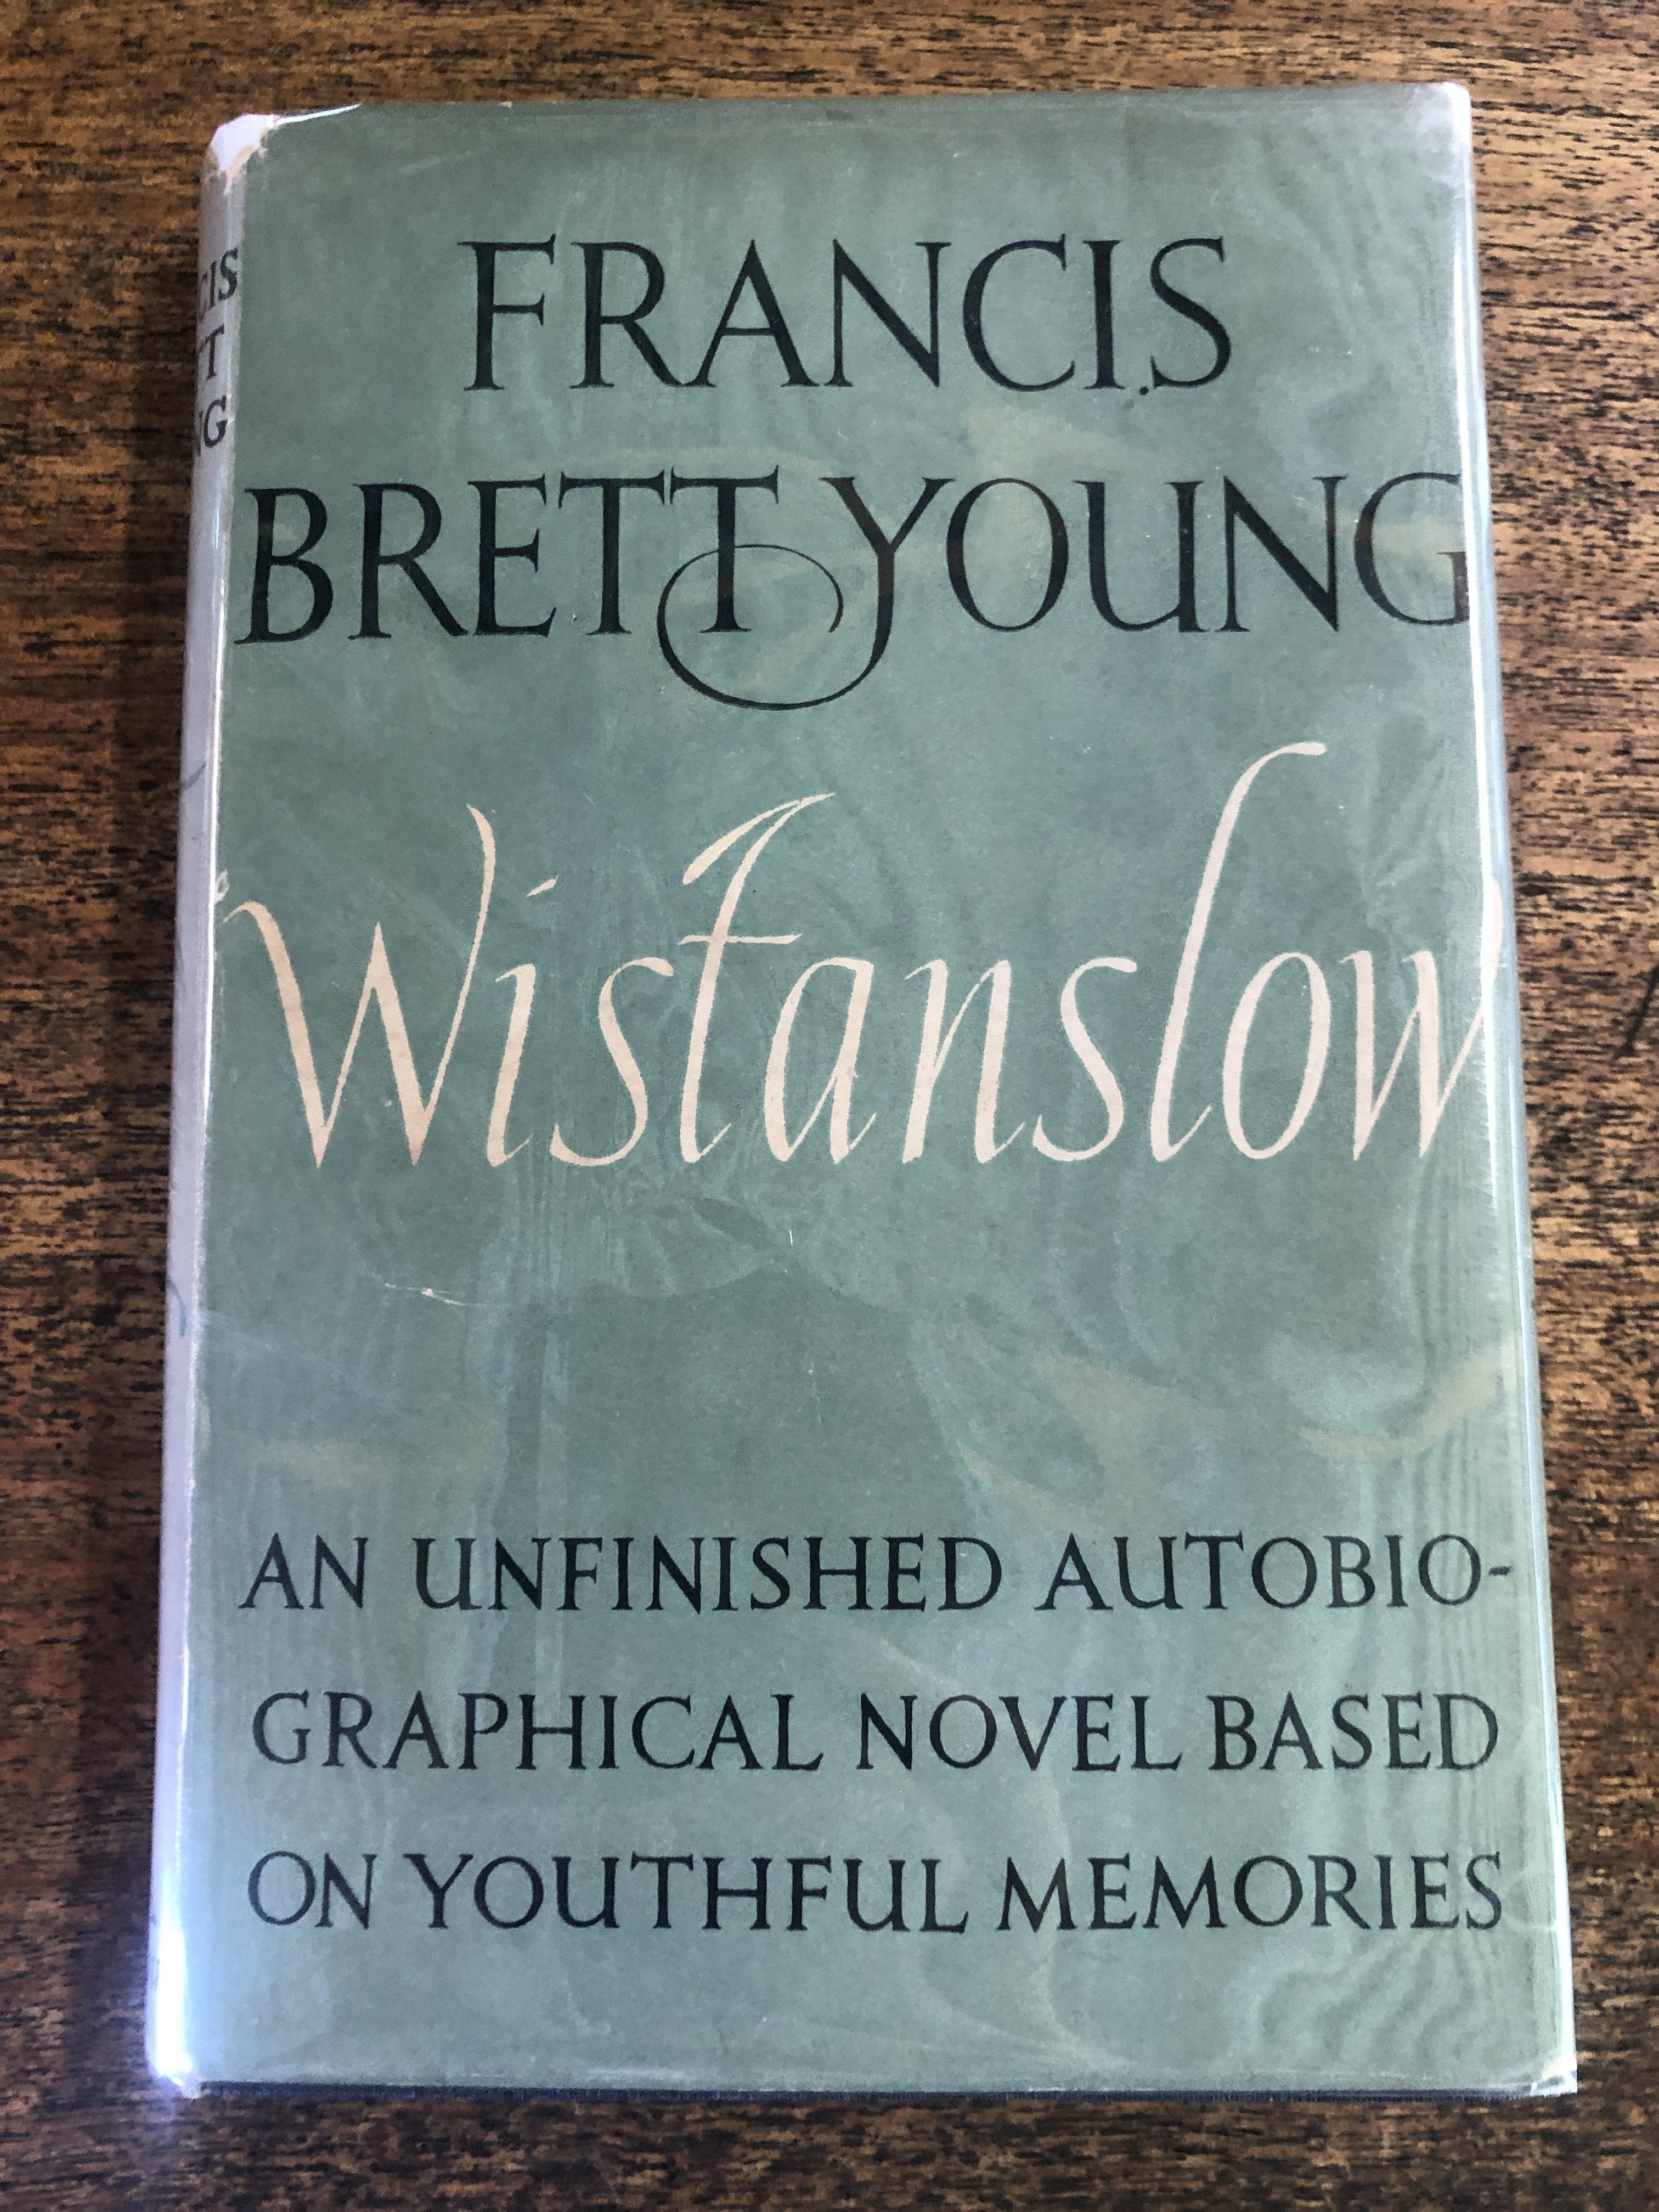 FRANCIS
BRETT YOUNG
Wistanslow
AN UNFINISHED AUTOBIO-
GRAPHICAL NOVEL BASED
ON YOUTHFUL MEMORIES